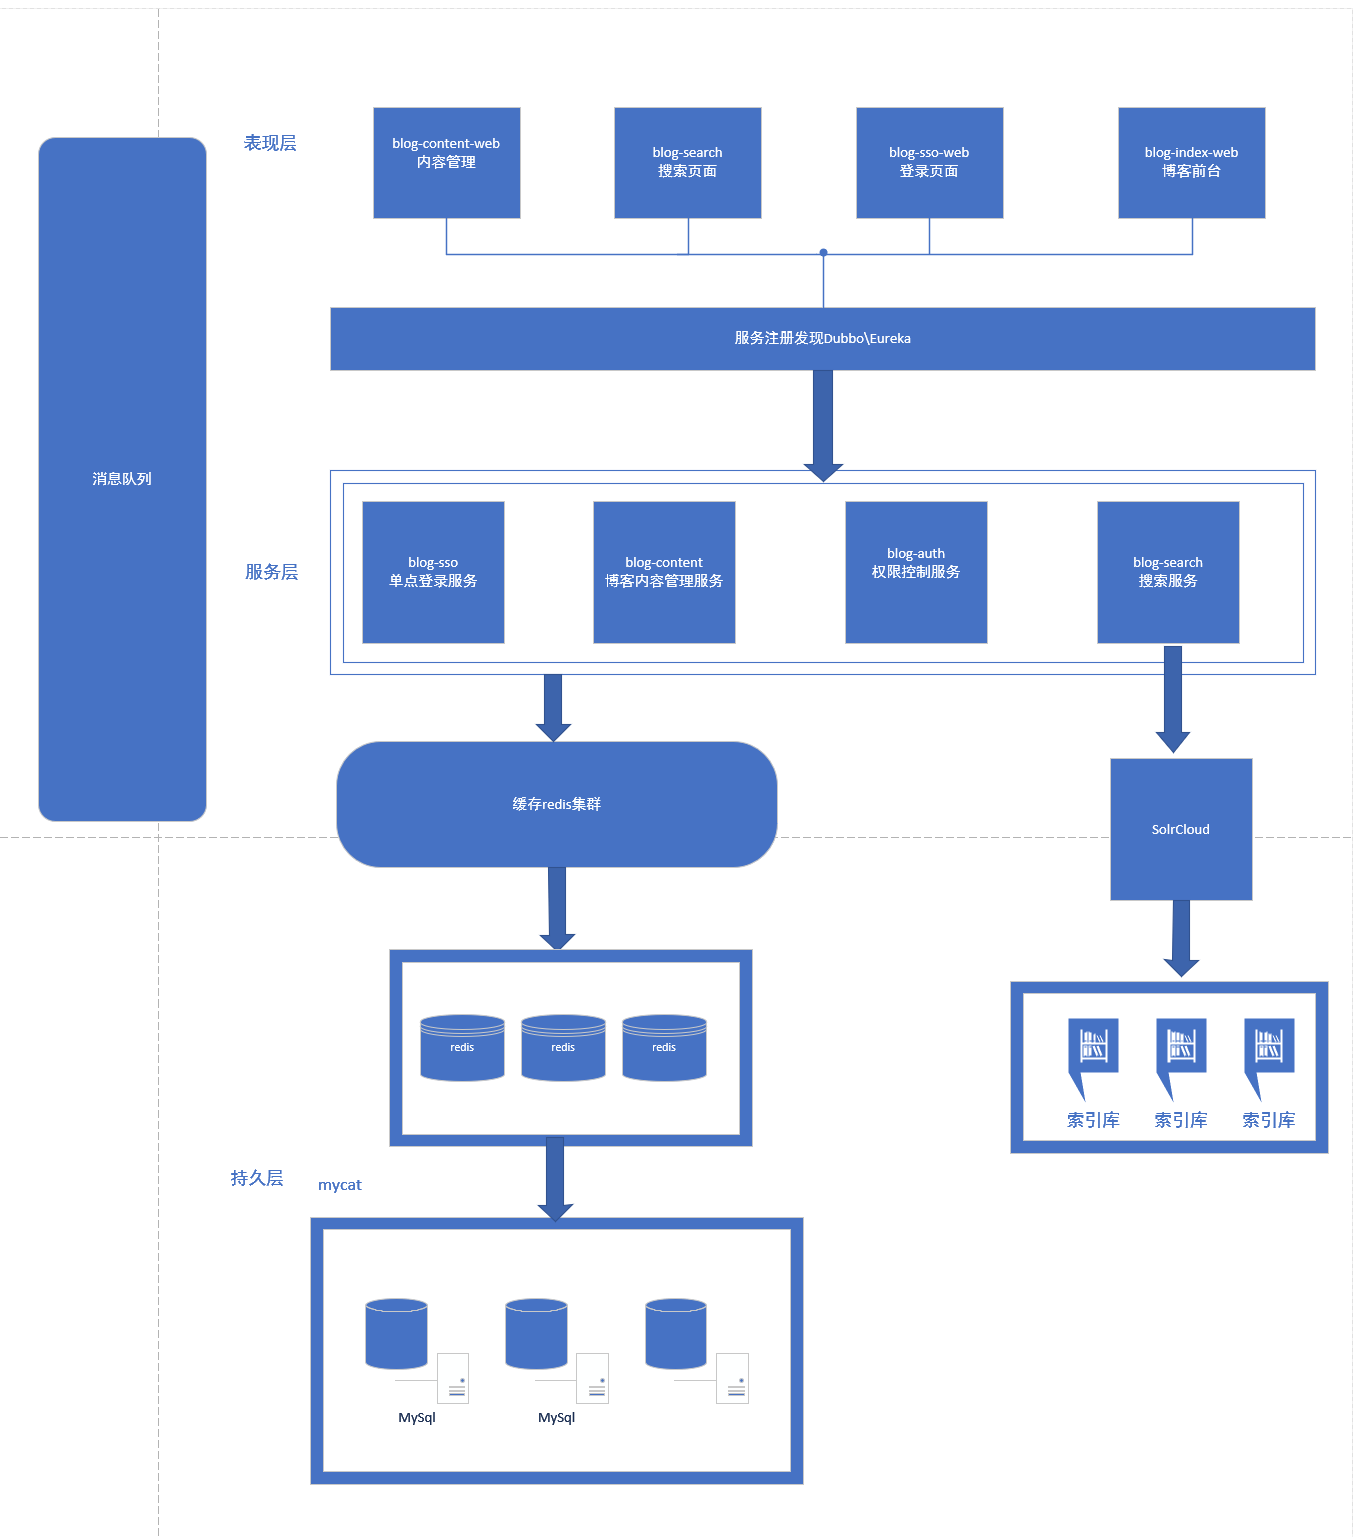 表现层
blog-content-web
内容管理
blog-search
搜索页面
blog-sso-web
登录页面
blog-index-web
博客前台
服务注册发现Dubbo\Eureka
消息队列
服务层
blog-sso
单点登录服务
blog-content
博客内容管理服务
blog-auth
权限控制服务
blog-search
搜索服务
缓存redis集群
SolrCloud
redis
redis
redis
索引库
索引库
索引库
持久层
mycat
MySql
MySql